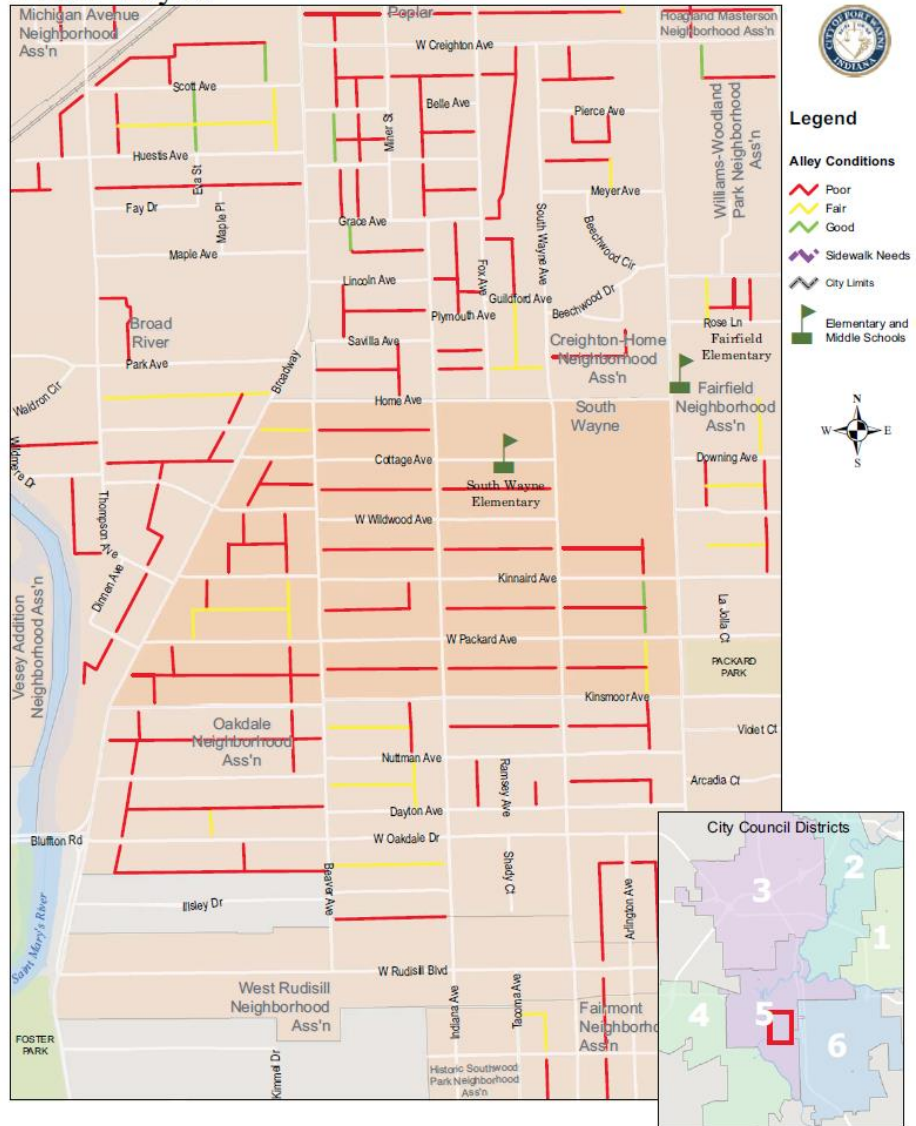 Michigan Avenue
Neighborhood
Ass'n
Poplar
Hoagland Masterson
Neighborhood Ass'n
W Creighton Ave
Scott Ave
Belle Ave
Miner St
Pierce Ave
Williams-Woodland
Park Neighborhood
Ass'n
Huestis Ave
Eva St
Fay Dr
Maple Pl
Meyer Ave
Grace Ave
South Wayne Ave
Beechwood Cir
Maple Ave
Fox Ave
Lincoln Ave
Guildford Ave
Beechwood Dr
Plymouth Ave
Rose Ln
Broad
River
Savilla Ave
Creighton-Home
Neighborhood
Ass'n
Fairfield
Elementary
Park Ave
Broadway
Waldron Cir
Home Ave
South
Wayne
Fairfield
Neighborhood
Ass'n
Cottage Ave
Downing Ave
South Wayne
Elementary
Thompson Ave
W Wildwood Ave
Dinnen Ave
Kinnaird Ave
La Jolla Ct
W Packard Ave
Vesey Addition
Neighborhood Ass'n
PACKARD
PARK
Kinsmoor Ave
Oakdale
Neighborhood
Ass'n
Violet Ct
Nuttman Ave
Ramsey Ave
Arcadia Ct
Dayton Ave
Bluffton Rd
W Oakdale Dr
Beaver Ave
Shady Ct
Illsley Dr
Arlington Ave
Saint Mary's River
W Rudisill Blvd
West Rudisill
Neighborhood
Ass'n
Indiana Ave
Tacoma Ave
Fairmont
Neighborho
Ass'n
FOSTER
PARK
Kimmel Dr
Historic Southwood
Park Neighborhood
Ass'n
CITY OF FORT WAYNE
INDIANA
Legend
Alley Conditions
Poor
Fair
Good
Sidewalk Needs
City Limits
Elementary and
Middle Schools
N
W E
S
City Council Districts
2
3
1
4
5
6